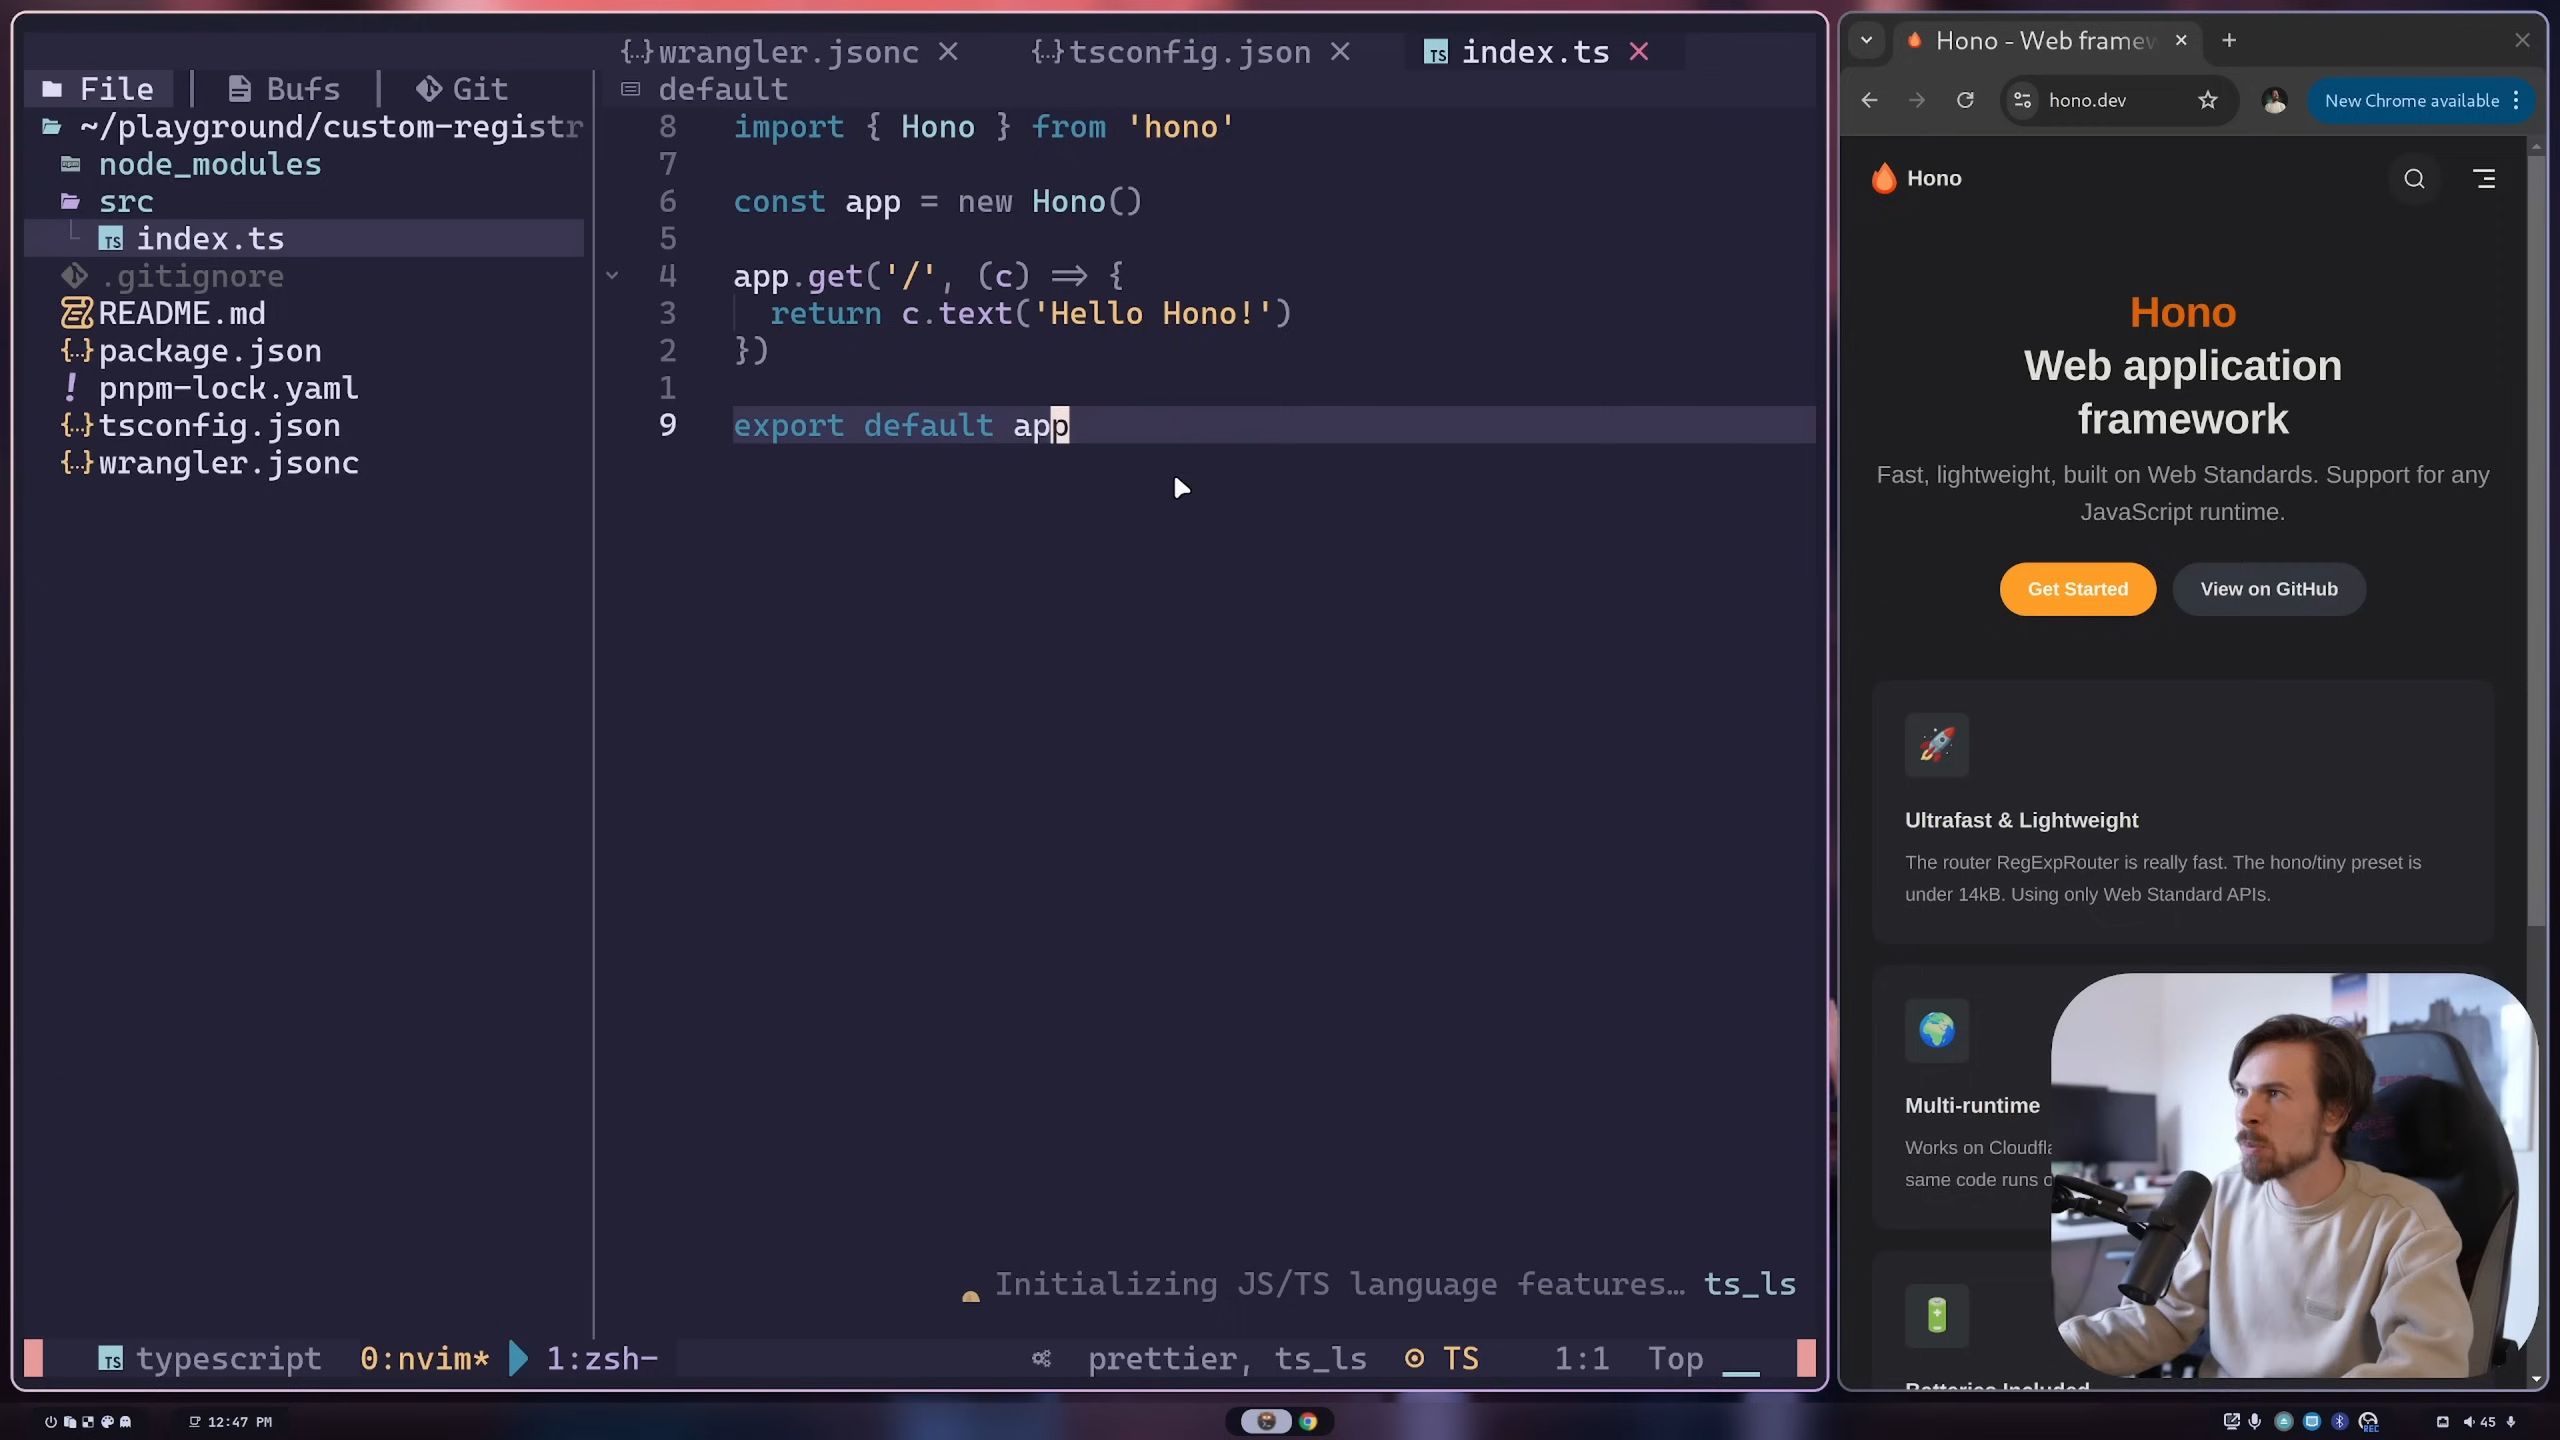 wrangler.jsonc
tsconfig.json
TS index.ts
File Bufs Git
default
~/playground/custom-registr
node_modules
src
TS index.ts
.gitignore
README.md
package.json
pnpm-lock.yaml
tsconfig.json
wrangler.jsonc
8 import { Hono } from 'hono'
7
6 const app = new Hono()
5
4 app.get('/', (c) => {
3 return c.text('Hello Hono!')
2 })
1
9 export default app
Initializing JS/TS language features… ts_ls
TS typescript 0:nvim* 1:zsh-
prettier, ts_ls TS 1:1 Top
Hono - Web framew
hono.dev
New Chrome available
Hono
Hono
Web application
framework
Fast, lightweight, built on Web Standards. Support for any
JavaScript runtime.
Get Started
View on GitHub
Ultrafast & Lightweight
The router RegExpRouter is really fast. The hono/tiny preset is
under 14kB. Using only Web Standard APIs.
Multi-runtime
Works on Cloudfla
same code runs o
Batteries Included
12:47 PM
REC
45